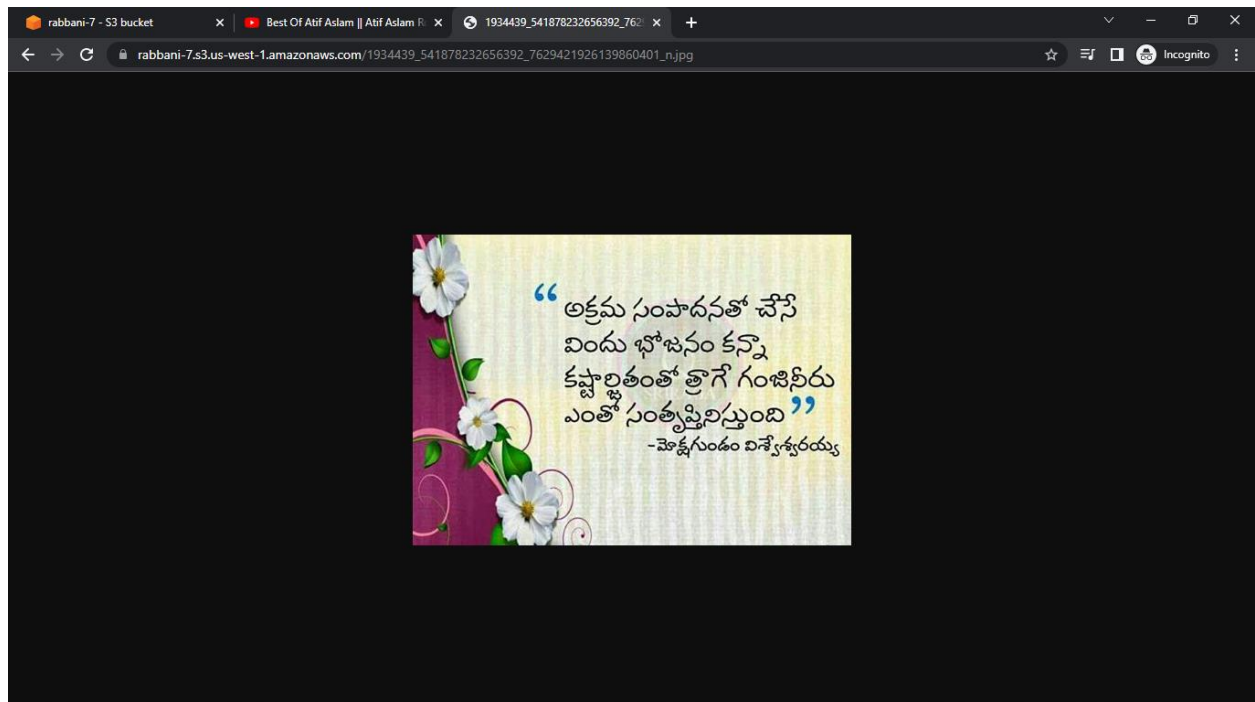 rabbani-7 - S3 bucket
Best Of Atif Aslam || Atif Aslam R
1934439_541878232656392_762
rabbani-7.s3.us-west-1.amazonaws.com/1934439_541878232656392_7629421926139860401_n.jpg
Incognito
“ అక్రమ సంపాదనతో చేసే
విందు భోజనం కన్నా
కష్టార్జితంతో త్రాగే గంజినీరు
ఎంతో సంతృప్తినిస్తుంది ”
-మోక్షగుండం విశ్వేశ్వరయ్య